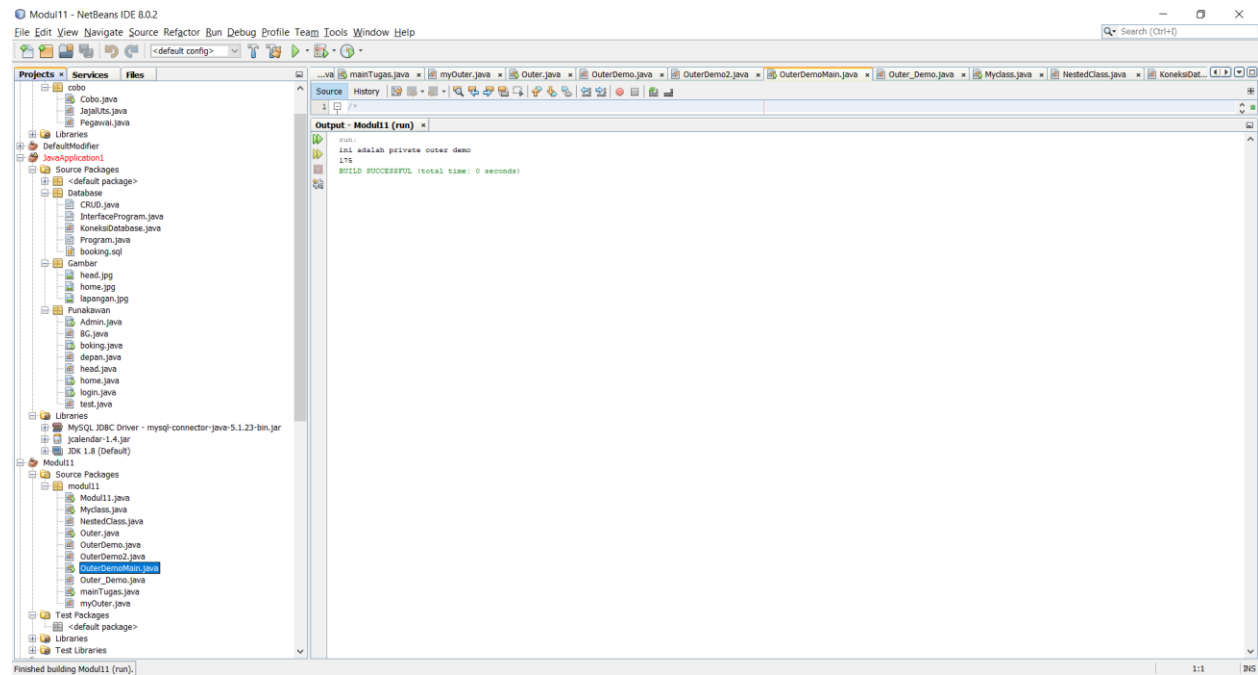 Modul11 - NetBeans IDE 8.0.2
File Edit View Navigate Source Refactor Run Debug Profile Team Tools Window Help
Search (Ctrl+I)
<default config>
Projects Services Files
...va mainTugas.java myOuter.java Outer.java OuterDemo.java OuterDemo2.java OuterDemoMain.java Outer_Demo.java Myclass.java NestedClass.java KoneksiDat...
Source History
1 /*
Output - Modul11 (run)
run:
ini adalah private outer demo
175
BUILD SUCCESSFUL (total time: 0 seconds)
cobo
Cobo.java
JajalUts.java
Pegawai.java
Libraries
DefaultModifier
JavaApplication1
Source Packages
<default package>
Database
CRUD.java
InterfaceProgram.java
KoneksiDatabase.java
Program.java
booking.sql
Gambar
head.jpg
home.jpg
lapangan.jpg
Punakawan
Admin.java
BG.java
boking.java
depan.java
head.java
home.java
login.java
test.java
Libraries
MySQL JDBC Driver - mysql-connector-java-5.1.23-bin.jar
jcalendar-1.4.jar
JDK 1.8 (Default)
Modul11
Source Packages
modul11
Modul11.java
Myclass.java
NestedClass.java
Outer.java
OuterDemo.java
OuterDemo2.java
OuterDemoMain.java
Outer_Demo.java
mainTugas.java
myOuter.java
Test Packages
<default package>
Libraries
Test Libraries
Finished building Modul11 (run).
1:1 INS